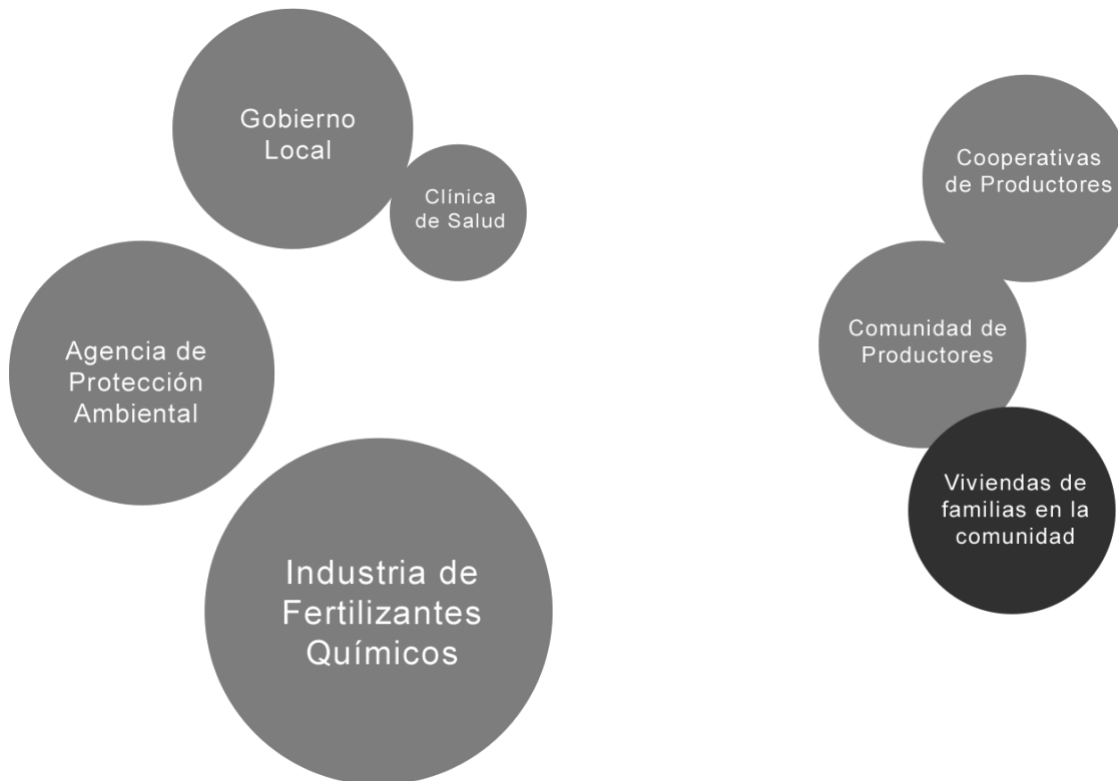 Gobierno
Local
Clínica
de Salud
Cooperativas
de Productores
Agencia de
Protección
Ambiental
Comunidad de
Productores
Viviendas de
familias en la
comunidad
Industria de
Fertilizantes
Químicos